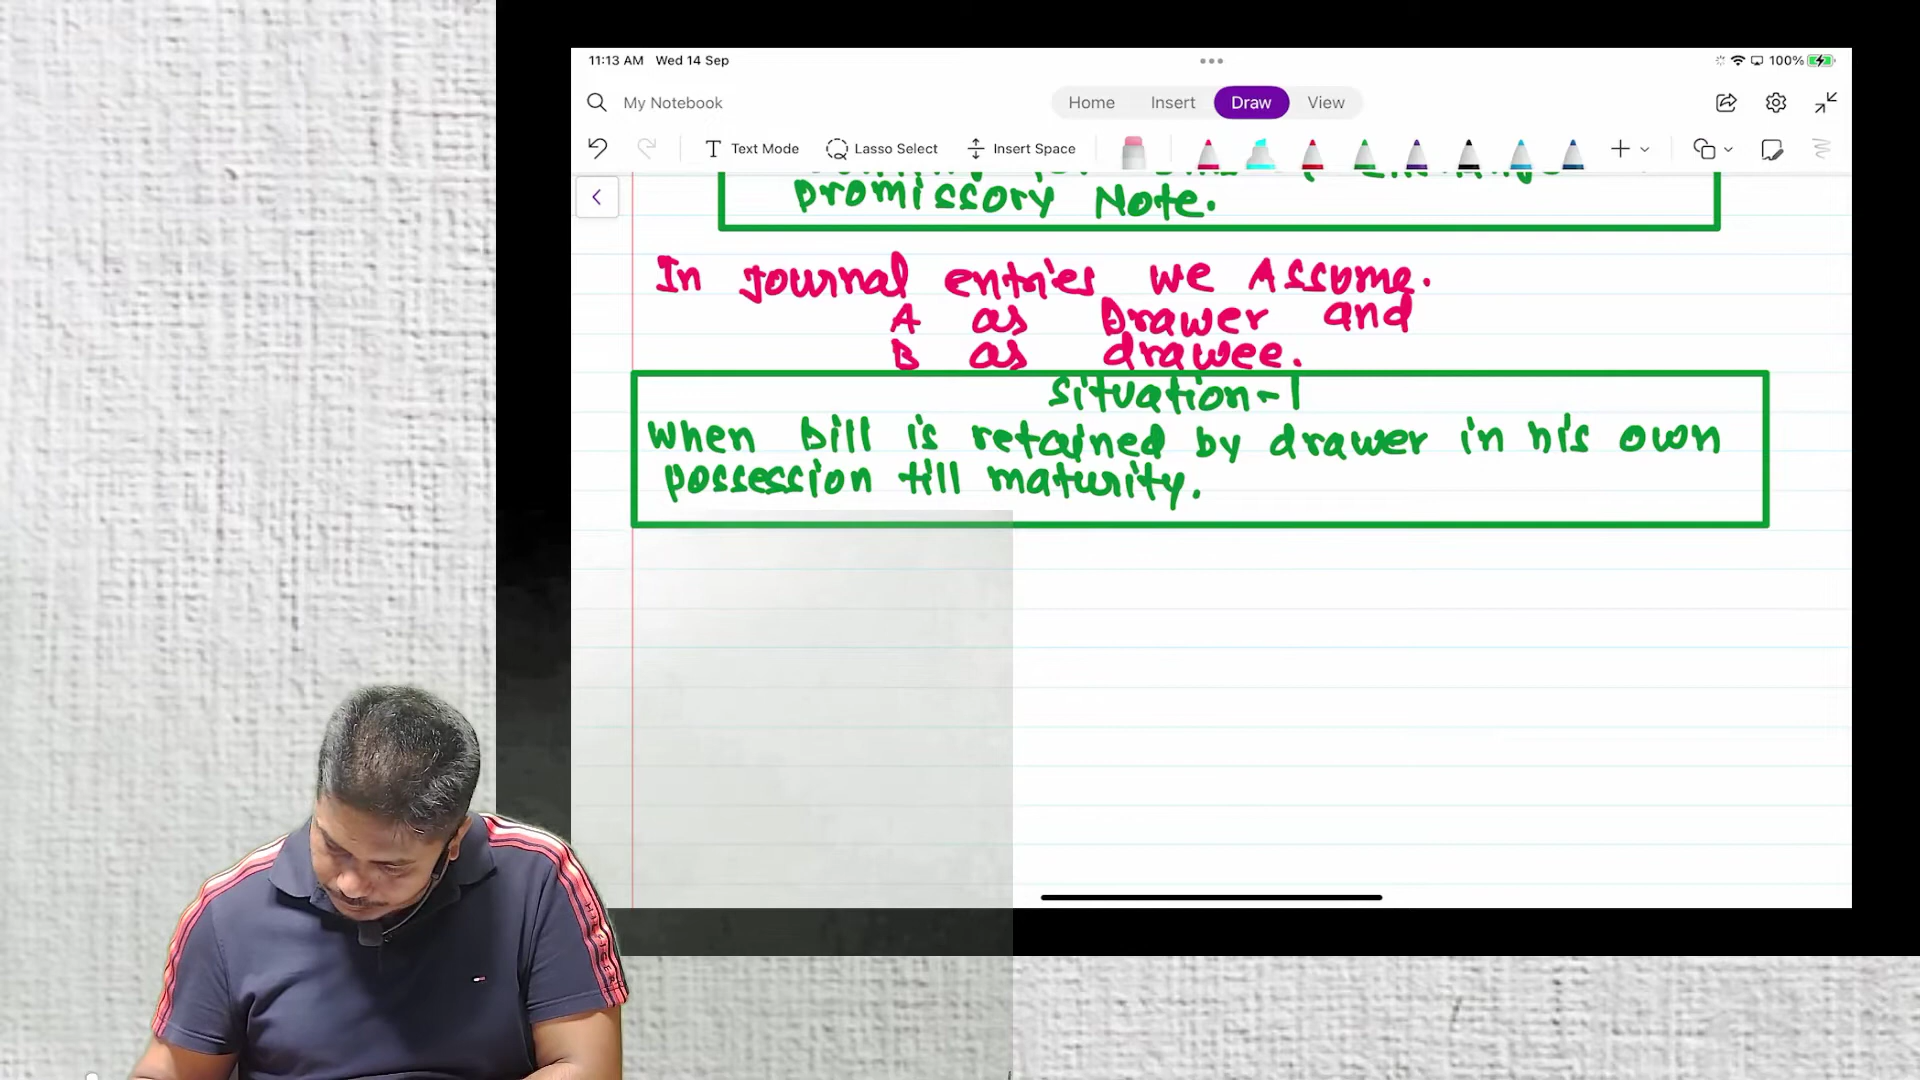 11:13 AM Wed 14 Sep
100%
My Notebook
Home Insert Draw View
Text Mode Lasso Select Insert Space
promissory Note.
In Journal entries we Assume.
A as Drawer and
B as drawee.
Situation-1
When bill is retained by drawer in his own
possession till maturity.